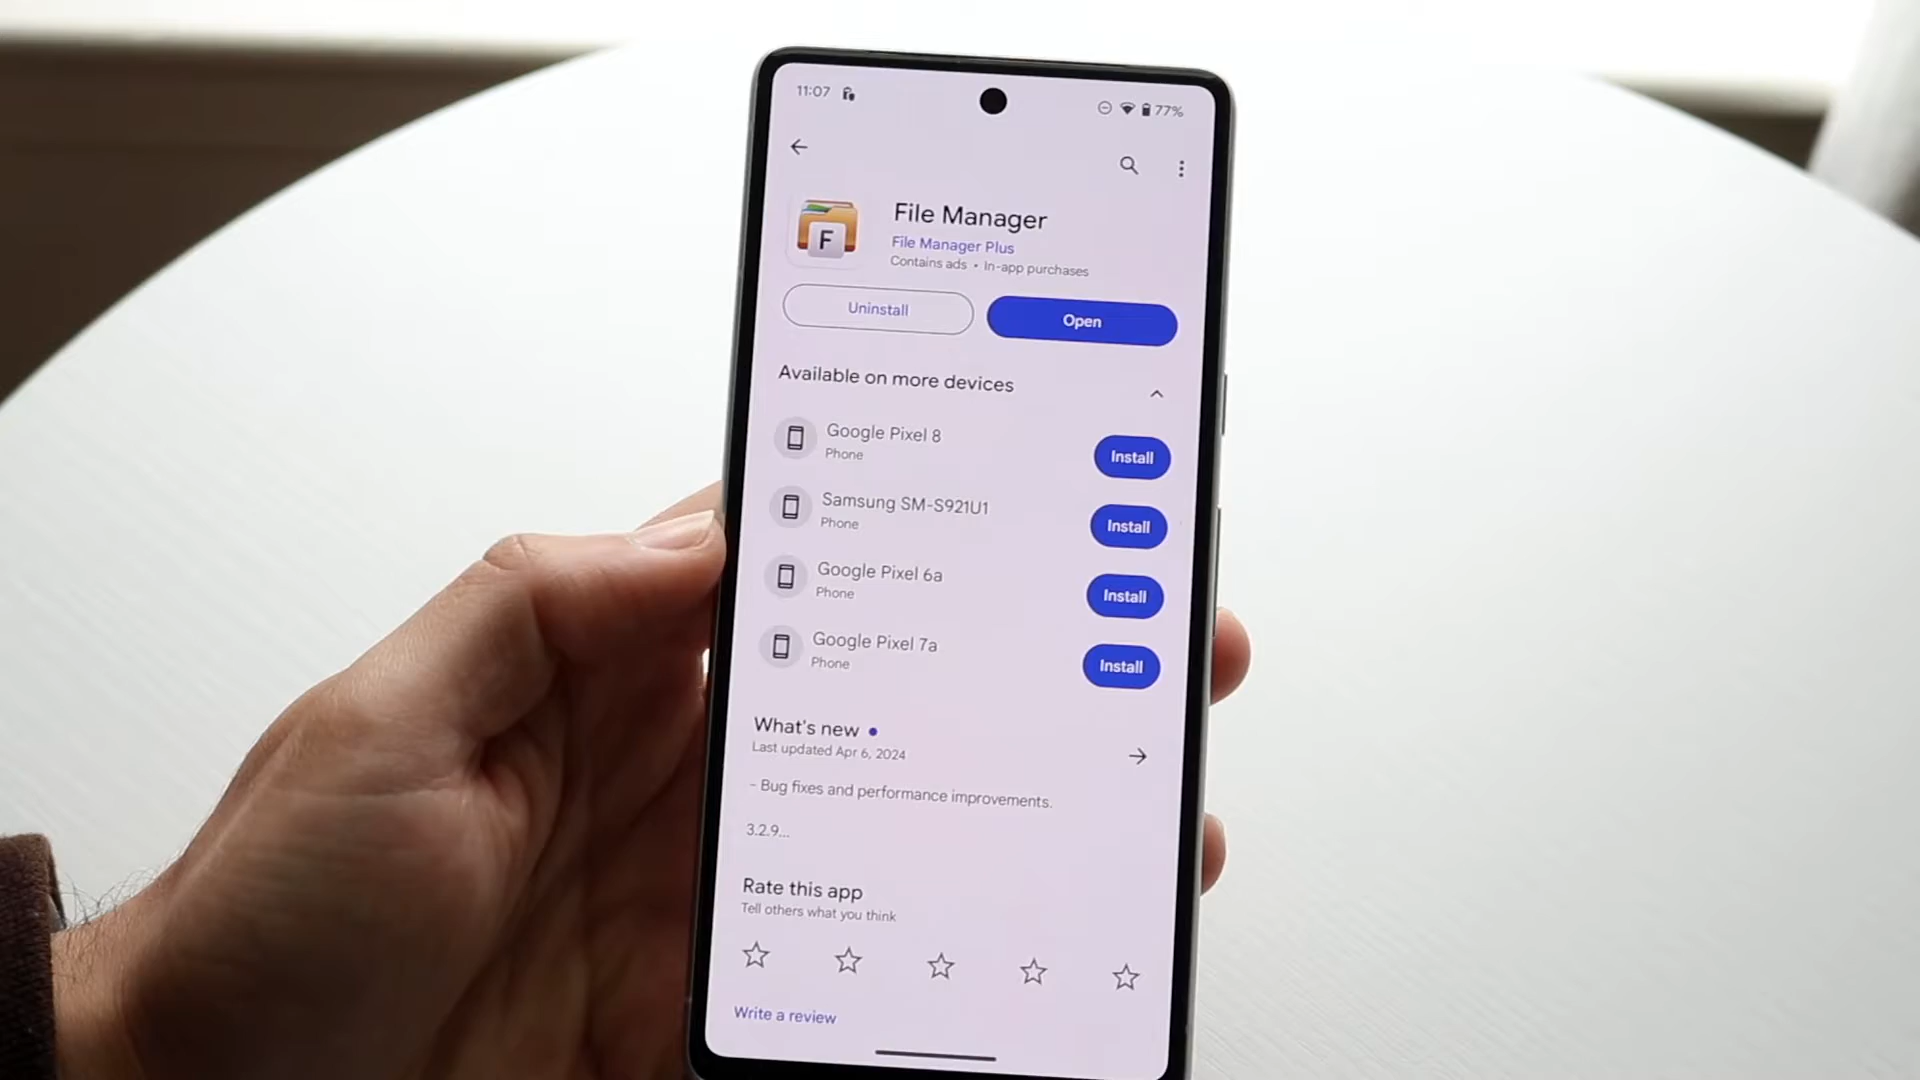 11:07
77%
File Manager
File Manager Plus
Contains ads • In-app purchases
F
Uninstall
Open
Available on more devices
Google Pixel 8
Phone
Install
Samsung SM-S921U1
Phone
Install
Google Pixel 6a
Phone
Install
Google Pixel 7a
Phone
Install
What's new
Last updated Apr 6, 2024
- Bug fixes and performance improvements.
3.2.9...
Rate this app
Tell others what you think
Write a review